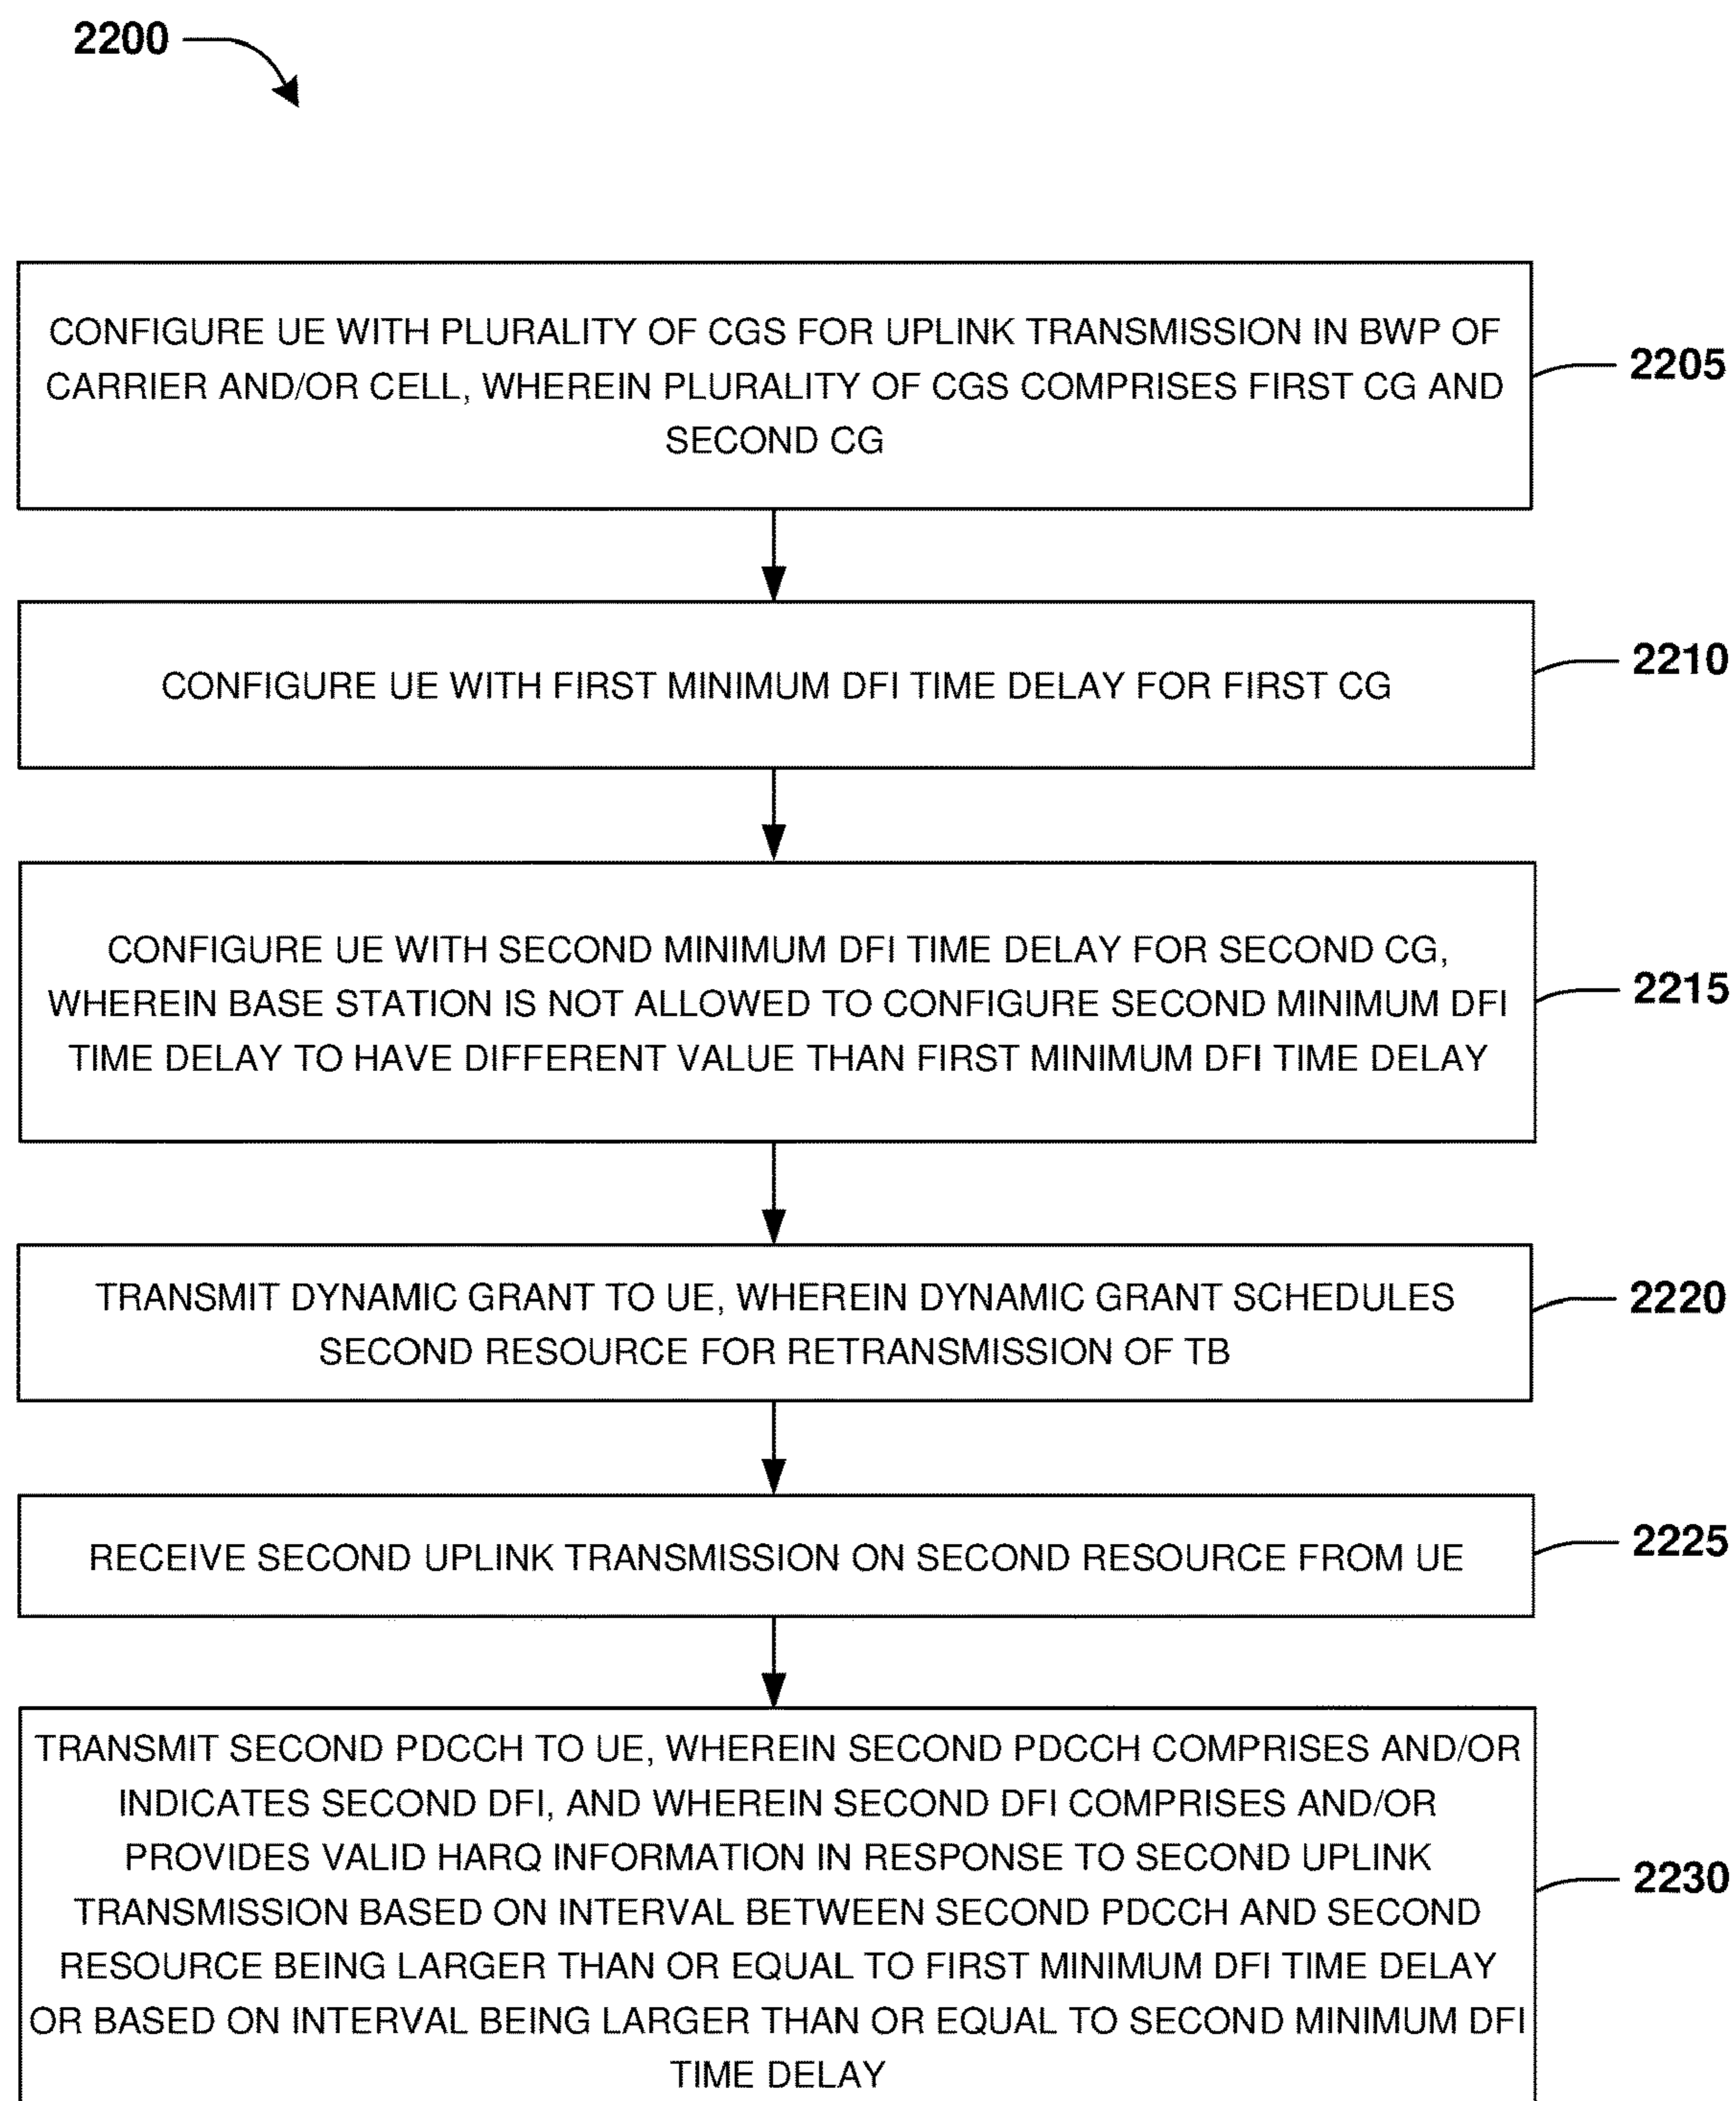 2200
CONFIGURE UE WITH PLURALITY OF CGS FOR UPLINK TRANSMISSION IN BWP OF
CARRIER AND/OR CELL, WHEREIN PLURALITY OF CGS COMPRISES FIRST CG AND
SECOND CG
2205
CONFIGURE UE WITH FIRST MINIMUM DFI TIME DELAY FOR FIRST CG
2210
CONFIGURE UE WITH SECOND MINIMUM DFI TIME DELAY FOR SECOND CG,
WHEREIN BASE STATION IS NOT ALLOWED TO CONFIGURE SECOND MINIMUM DFI
TIME DELAY TO HAVE DIFFERENT VALUE THAN FIRST MINIMUM DFI TIME DELAY
2215
TRANSMIT DYNAMIC GRANT TO UE, WHEREIN DYNAMIC GRANT SCHEDULES
SECOND RESOURCE FOR RETRANSMISSION OF TB
2220
RECEIVE SECOND UPLINK TRANSMISSION ON SECOND RESOURCE FROM UE
2225
TRANSMIT SECOND PDCCH TO UE, WHEREIN SECOND PDCCH COMPRISES AND/OR
INDICATES SECOND DFI, AND WHEREIN SECOND DFI COMPRISES AND/OR
PROVIDES VALID HARQ INFORMATION IN RESPONSE TO SECOND UPLINK
TRANSMISSION BASED ON INTERVAL BETWEEN SECOND PDCCH AND SECOND
RESOURCE BEING LARGER THAN OR EQUAL TO FIRST MINIMUM DFI TIME DELAY
OR BASED ON INTERVAL BEING LARGER THAN OR EQUAL TO SECOND MINIMUM DFI
TIME DELAY
2230